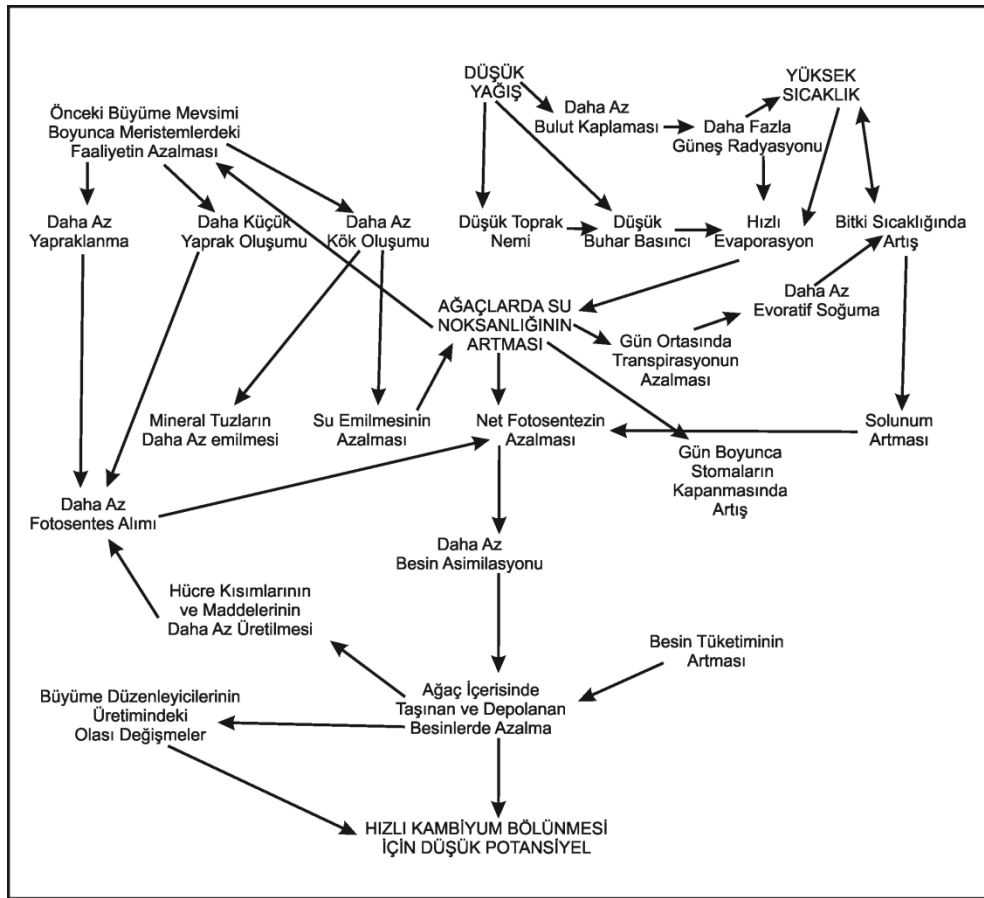 DÜŞÜK
YAĞIŞ
YÜKSEK
SICAKLIK
Daha Az
Bulut Kaplaması
Daha Fazla
Güneş Radyasyonu
Önceki Büyüme Mevsimi
Boyunca Meristemlerdeki
Faaliyetin Azalması
Daha Az
Yapraklanma
Daha Küçük
Yaprak Oluşumu
Daha Az
Kök Oluşumu
Düşük Toprak
Nemi
Düşük
Buhar Basıncı
Hızlı
Evaporasyon
Bitki Sıcaklığında
Artış
AĞAÇLARDA SU
NOKSANLIĞININ
ARTMASI
Daha Az
Evoratif Soğuma
Gün Ortasında
Transpirasyonun
Azalması
Mineral Tuzların
Daha Az emilmesi
Su Emilmesinin
Azalması
Net Fotosentezin
Azalması
Solunum
Artması
Gün Boyunca
Stomaların
Kapanmasında
Artış
Daha Az
Fotosentes Alımı
Daha Az
Besin Asimilasyonu
Hücre Kısımlarının
ve Maddelerinin
Daha Az Üretilmesi
Besin Tüketiminin
Artması
Büyüme Düzenleyicilerinin
Üretimindeki
Olası Değişmeler
Ağaç İçerisinde
Taşınan ve Depolanan
Besinlerde Azalma
HIZLI KAMBİYUM BÖLÜNMESİ
İÇİN DÜŞÜK POTANSİYEL